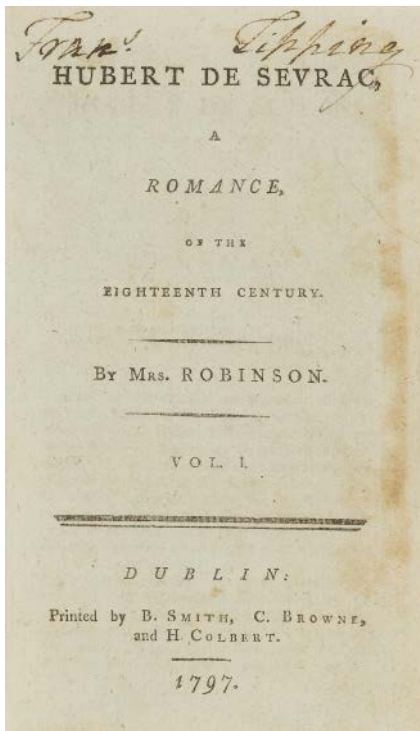 Frans. Tipping
HUBERT DE SEVRAC,
A
ROMANCE,
OF THE
EIGHTEENTH CENTURY.
BY MRS. ROBINSON.
VOL. I.
DUBLIN:
Printed by B. SMITH, C. BROWNE,
and H. COLBERT.
1797.